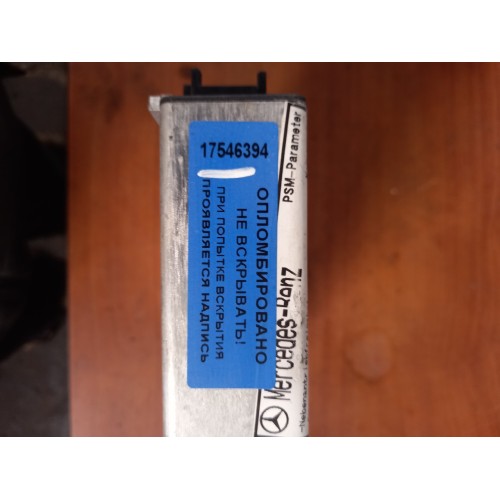 17546394
ОПЛОМБИРОВАНО
НЕ ВСКРЫВАТЬ!
ПРИ ПОПЫТКЕ ВСКРЫТИЯ
ПРОЯВЛЯЕТСЯ НАДПИСЬ
PSM-Parameter
Mercedes-Benz